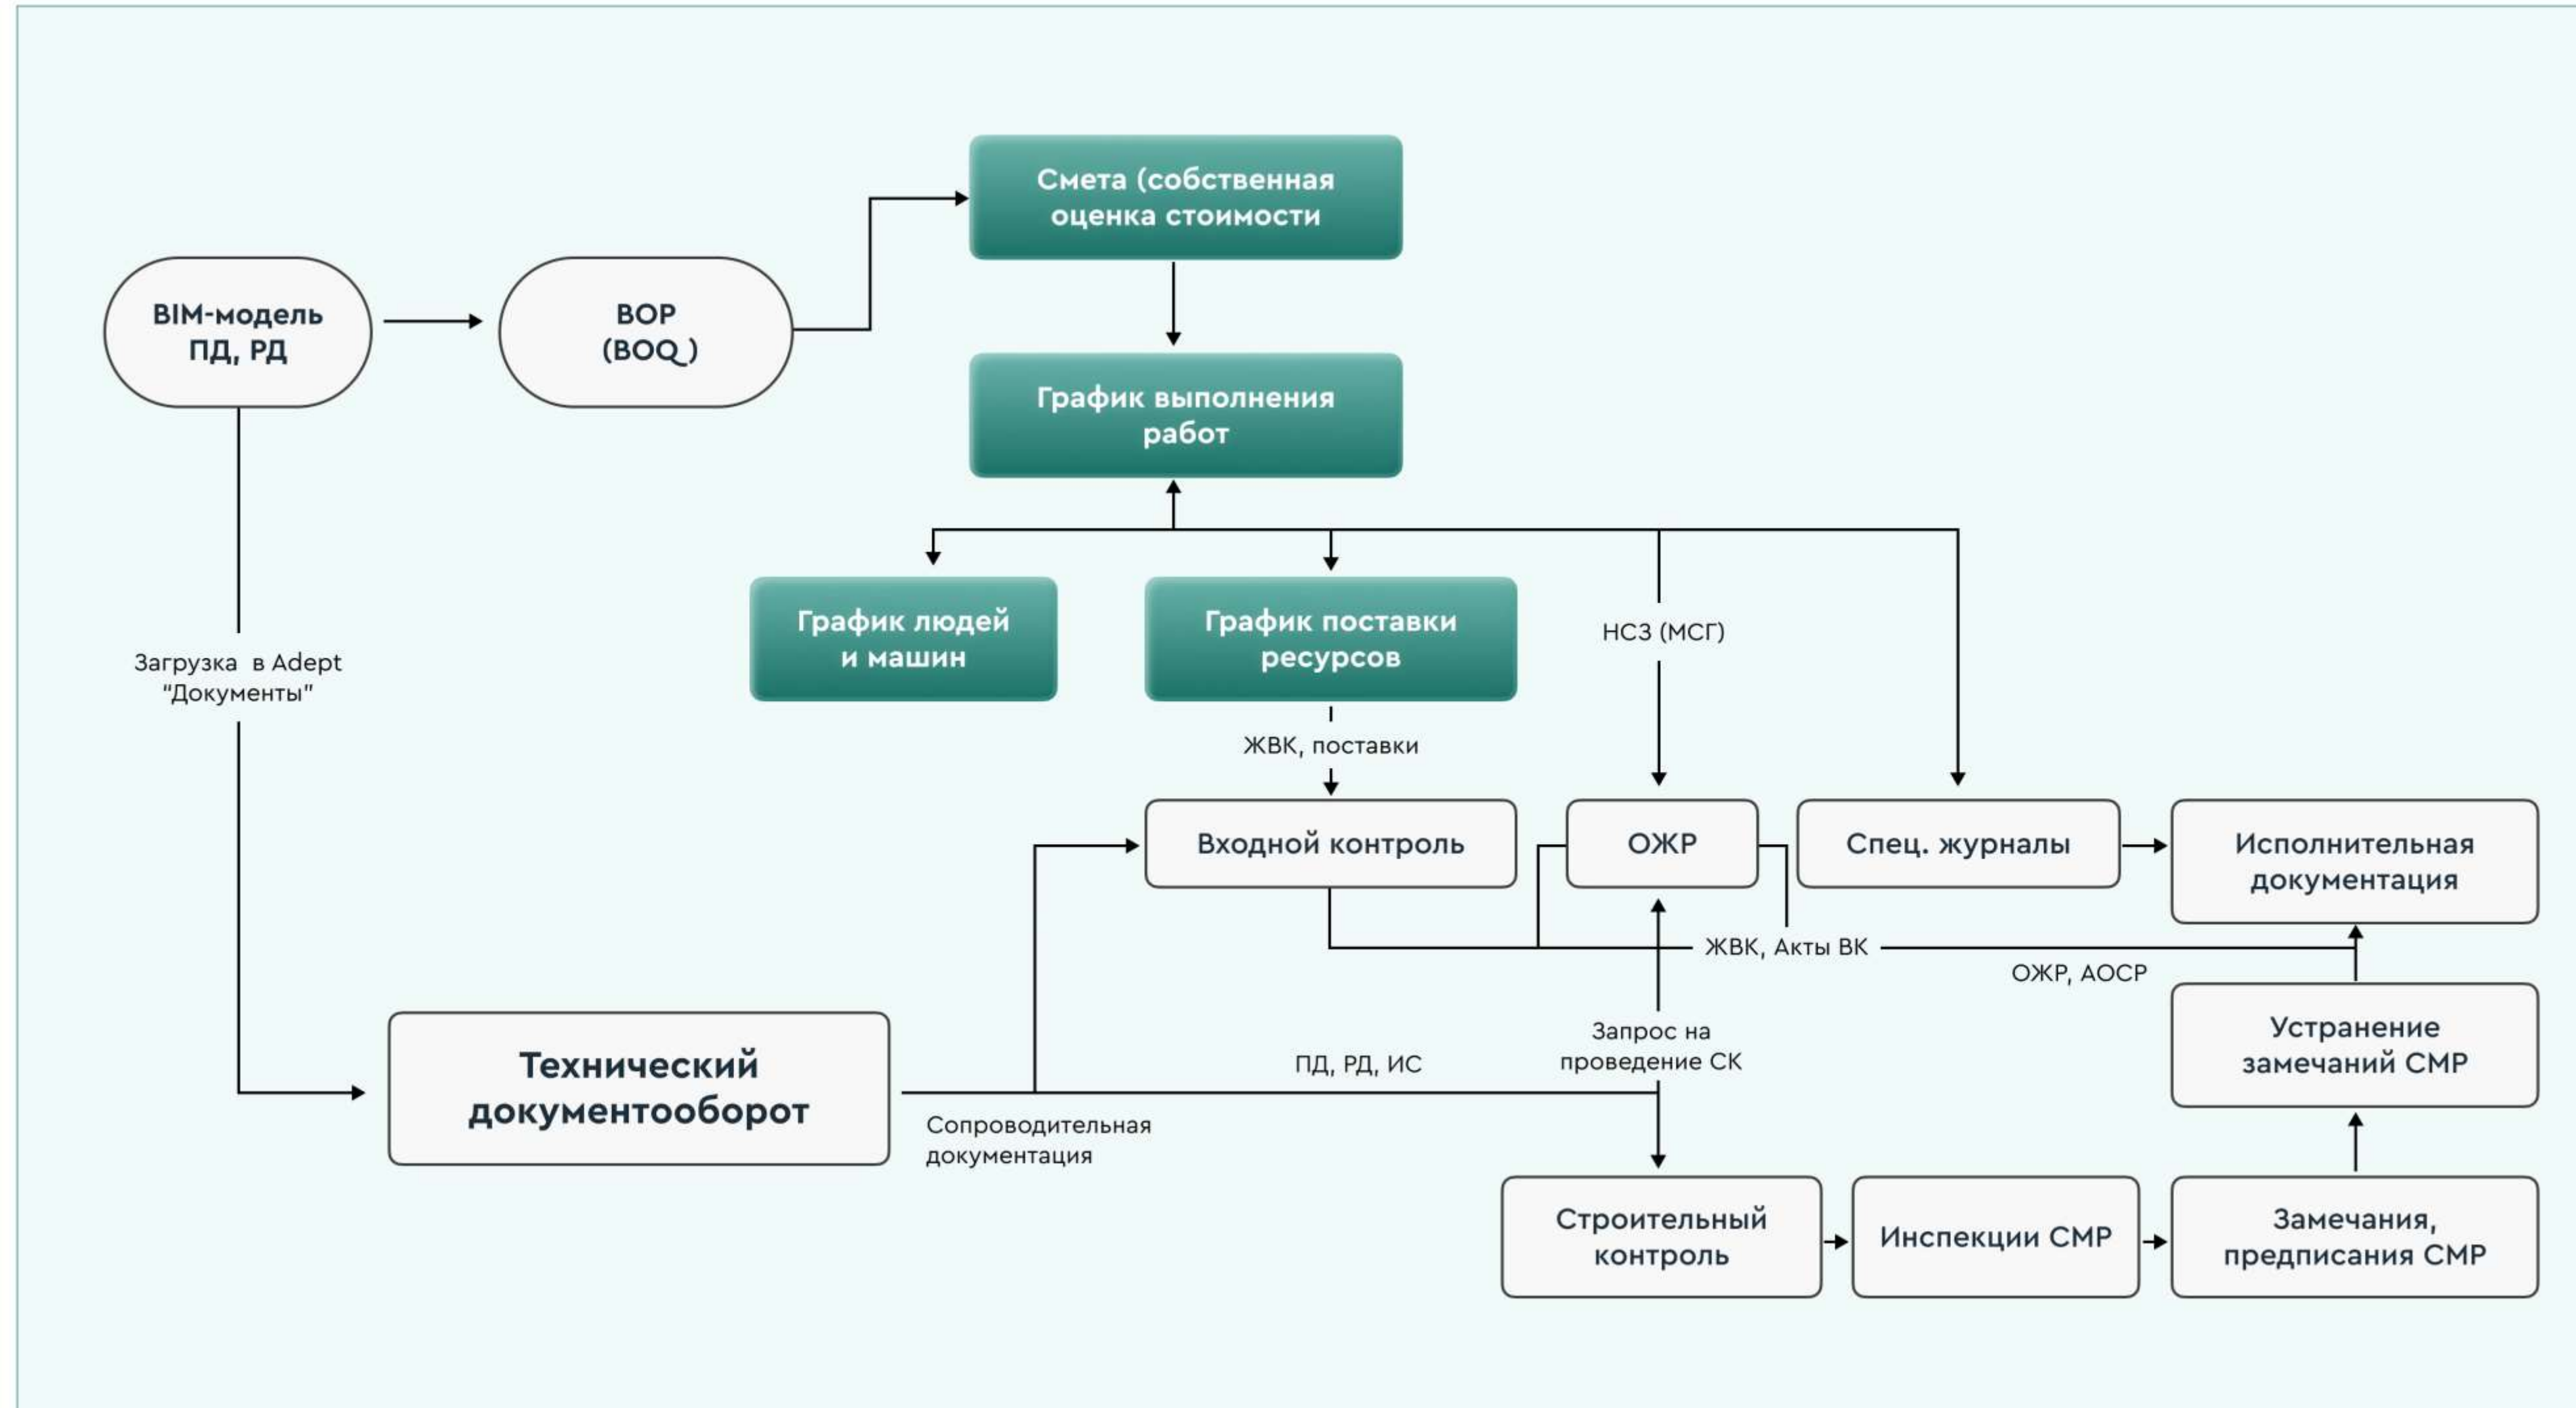 Смета (собственная
оценка стоимости
BIM-модель
ПД, РД
ВОР
(BOQ)
График выполнения
работ
График людей
и машин
График поставки
ресурсов
НСЗ (МСГ)
Загрузка в Adept
“Документы”
ЖВК, поставки
Входной контроль
ОЖР
Спец. журналы
Исполнительная
документация
ЖВК, Акты ВК
ОЖР, АОСР
Технический
документооборот
ПД, РД, ИС
Запрос на
проведение СК
Устранение
замечаний СМР
Сопроводительная
документация
Строительный
контроль
Инспекции СМР
Замечания,
предписания СМР